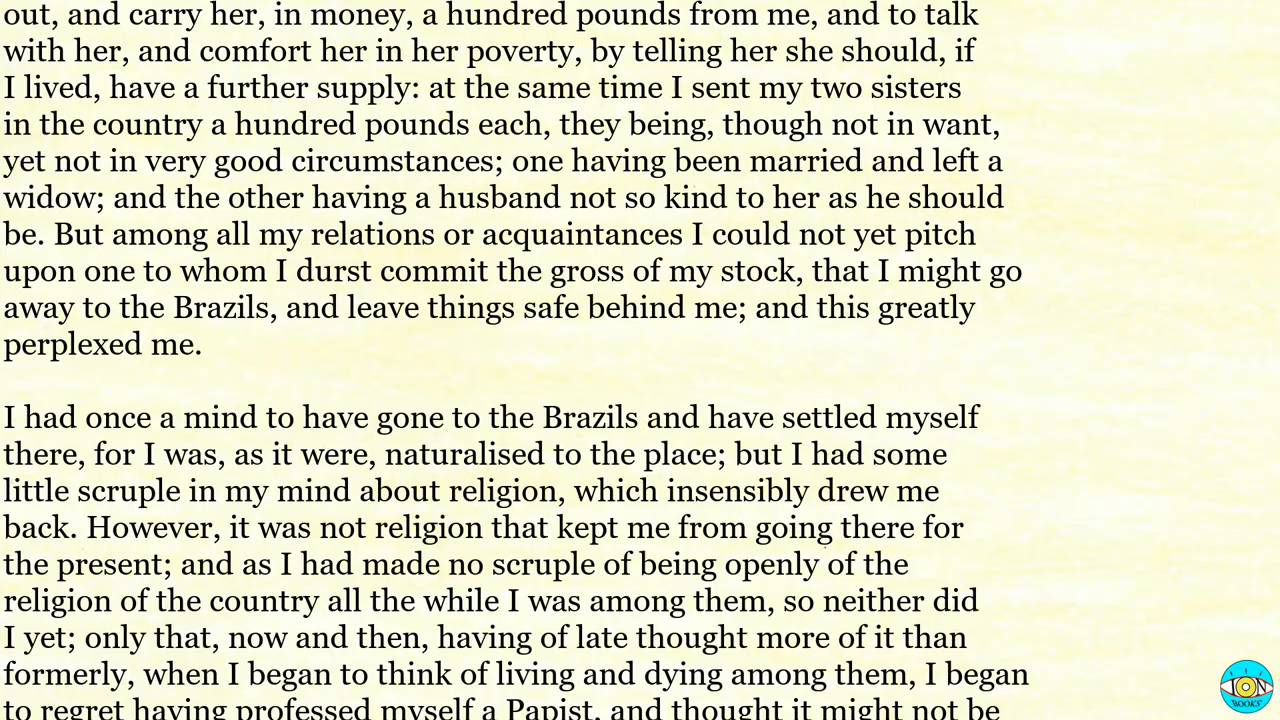 out, and carry her, in money, a hundred pounds from me, and to talk
with her, and comfort her in her poverty, by telling her she should, if
I lived, have a further supply: at the same time I sent my two sisters
in the country a hundred pounds each, they being, though not in want,
yet not in very good circumstances; one having been married and left a
widow; and the other having a husband not so kind to her as he should
be. But among all my relations or acquaintances I could not yet pitch
upon one to whom I durst commit the gross of my stock, that I might go
away to the Brazils, and leave things safe behind me; and this greatly
perplexed me.
I had once a mind to have gone to the Brazils and have settled myself
there, for I was, as it were, naturalised to the place; but I had some
little scruple in my mind about religion, which insensibly drew me
back. However, it was not religion that kept me from going there for
the present; and as I had made no scruple of being openly of the
religion of the country all the while I was among them, so neither did
I yet; only that, now and then, having of late thought more of it than
formerly, when I began to think of living and dying among them, I began
to regret having professed myself a Papist, and thought it might not be
ION
BOOKS